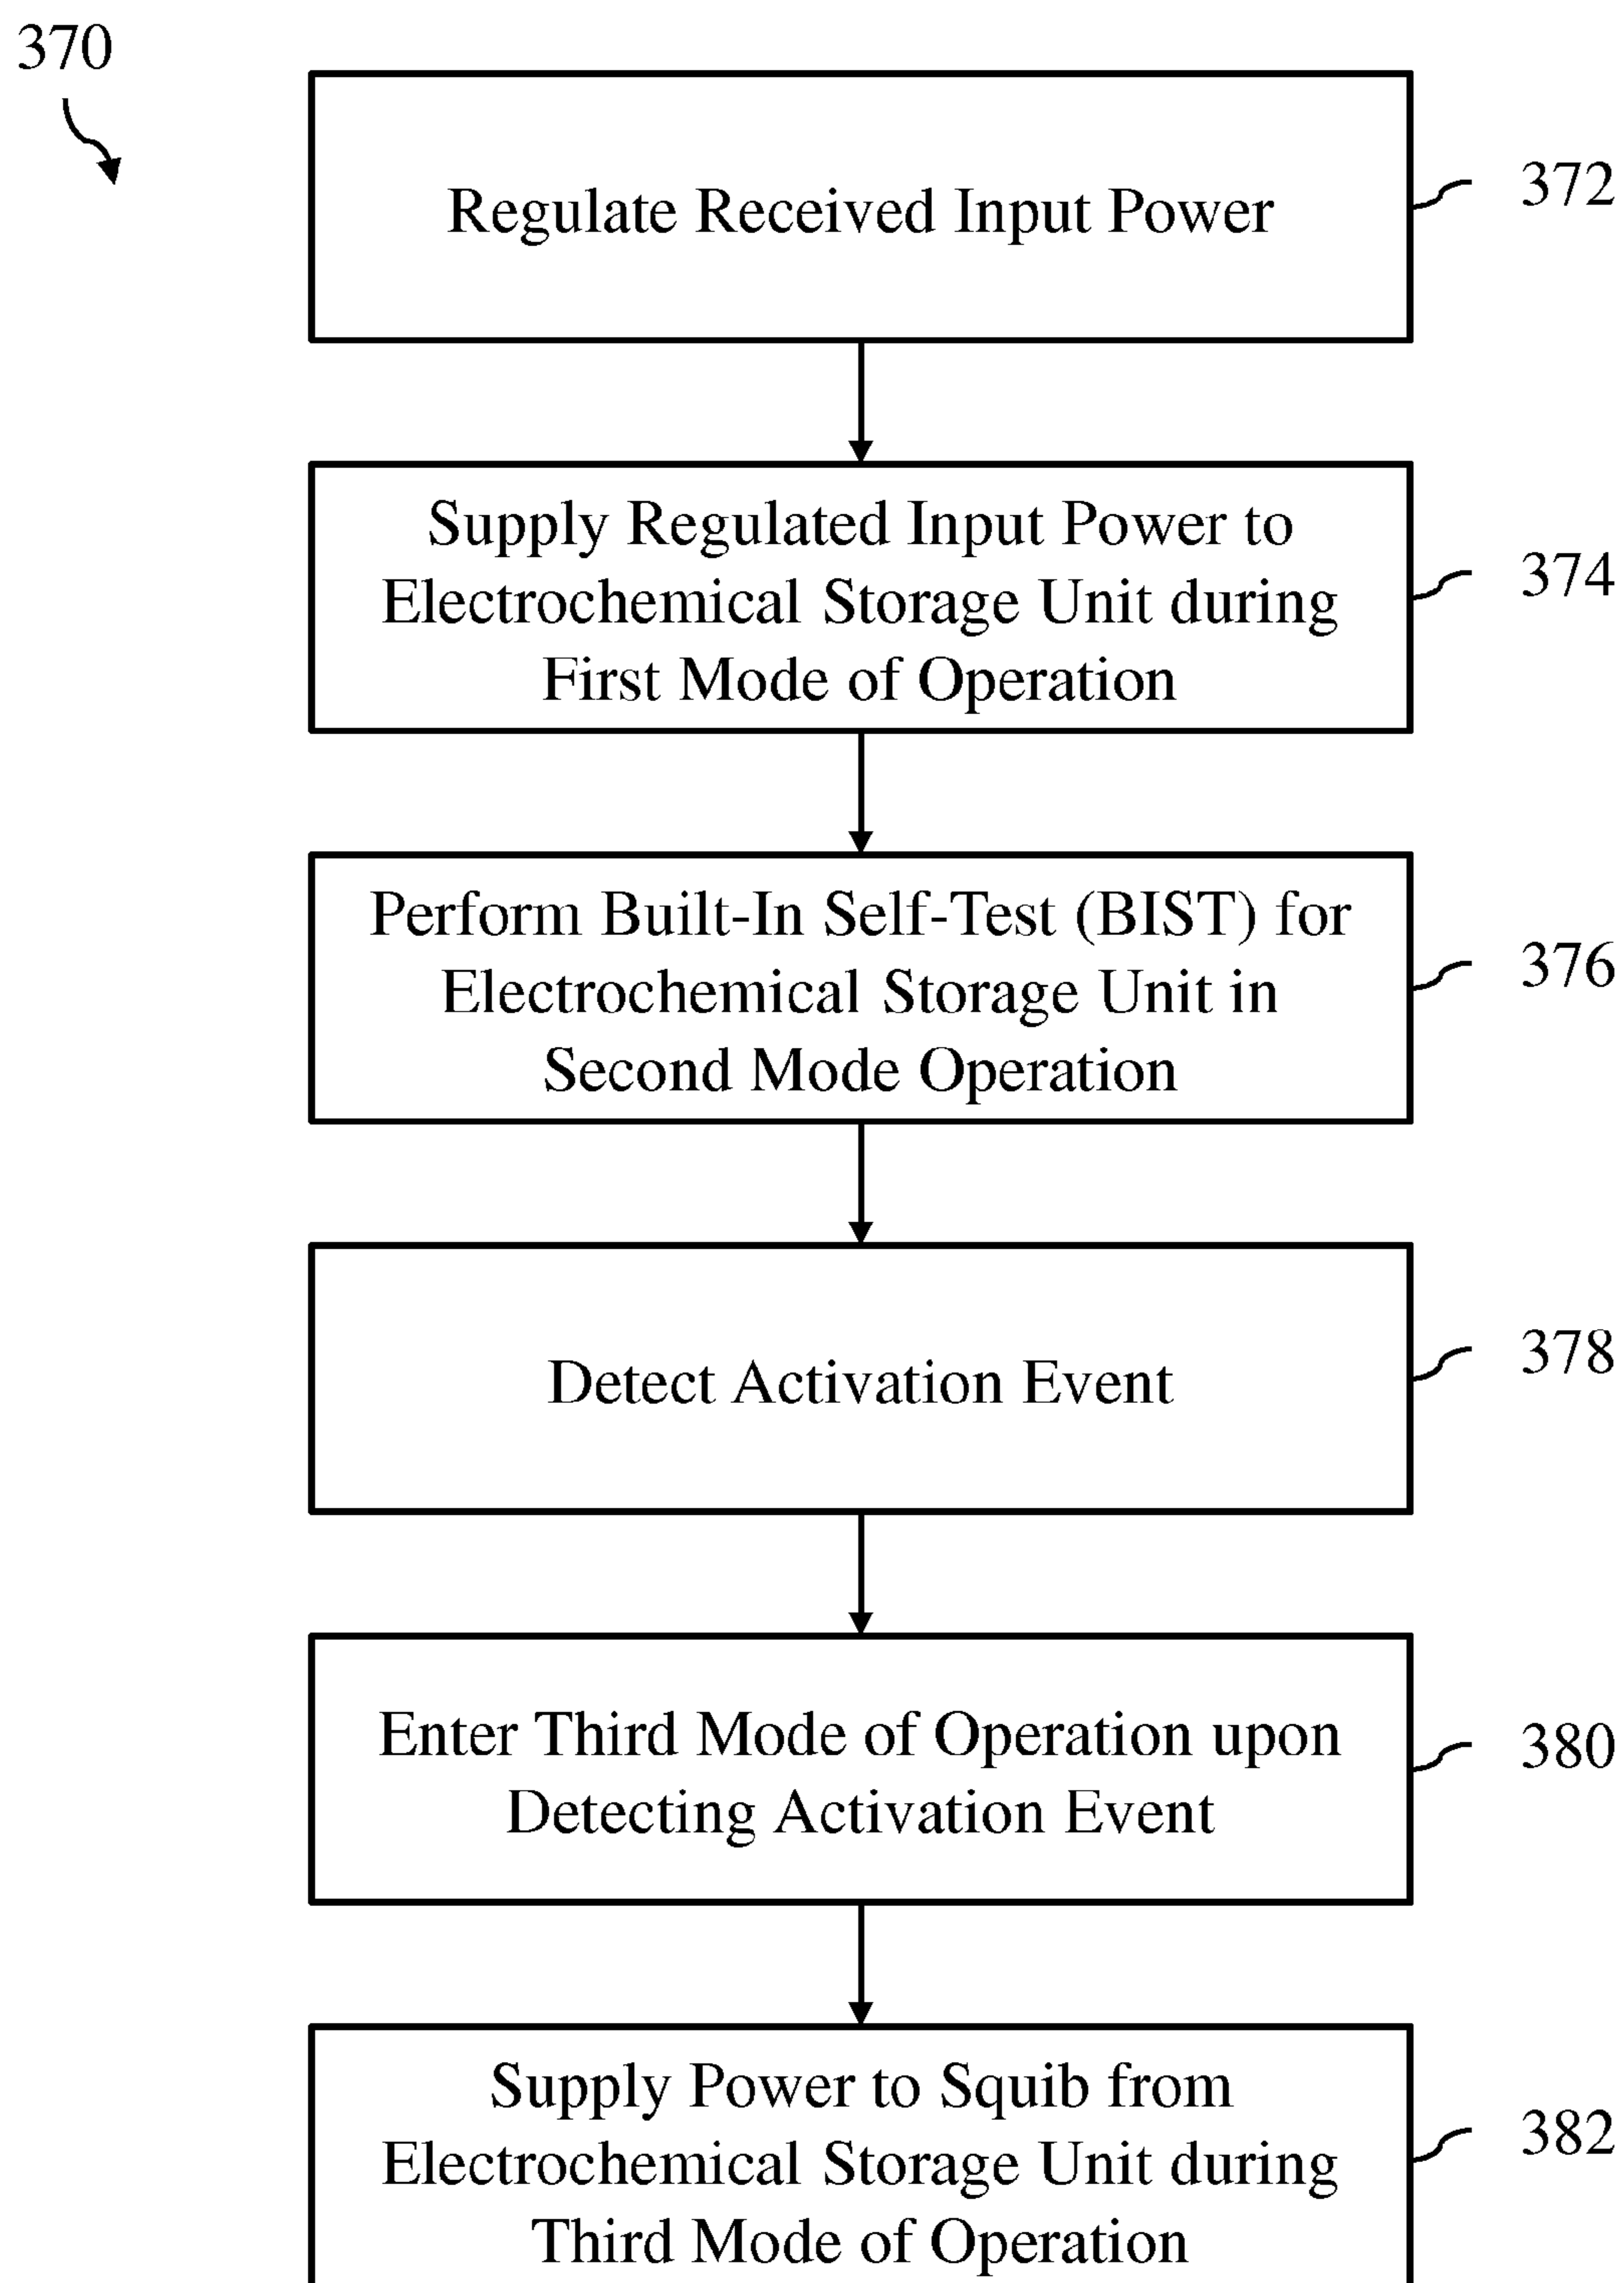 370
Regulate Received Input Power
372
Supply Regulated Input Power to
Electrochemical Storage Unit during
First Mode of Operation
374
Perform Built-In Self-Test (BIST) for
Electrochemical Storage Unit in
Second Mode Operation
376
Detect Activation Event
378
Enter Third Mode of Operation upon
Detecting Activation Event
380
Supply Power to Squib from
Electrochemical Storage Unit during
Third Mode of Operation
382